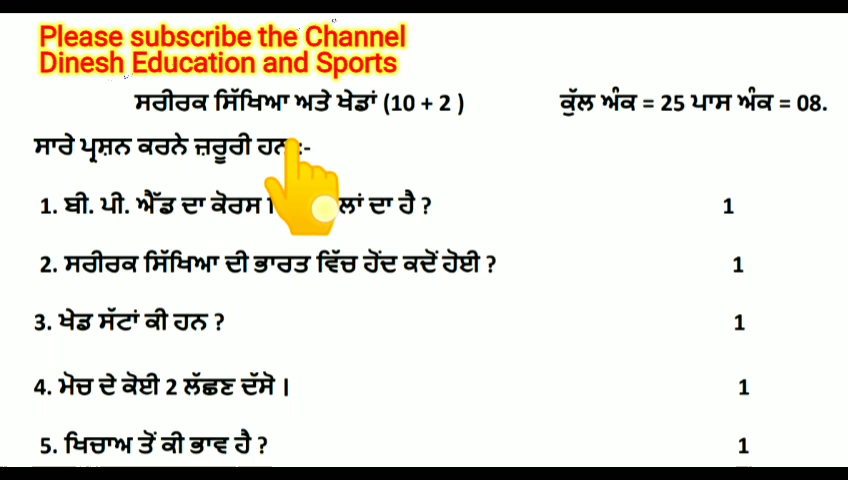 Please subscribe the Channel
Dinesh Education and Sports
ਸਰੀਰਕ ਸਿੱਖਿਆ ਅਤੇ ਖੇਡਾਂ (10 + 2 ) ਕੁੱਲ ਅੰਕ = 25 ਪਾਸ ਅੰਕ = 08.
ਸਾਰੇ ਪ੍ਰਸ਼ਨ ਕਰਨੇ ਜ਼ਰੂਰੀ ਹਨ :-
1. ਬੀ. ਪੀ. ਐੱਡ ਦਾ ਕੋਰਸ ਦਾ ਹੈ ? 1
2. ਸਰੀਰਕ ਸਿੱਖਿਆ ਦੀ ਭਾਰਤ ਵਿੱਚ ਹੋਂਦ ਕਦੋਂ ਹੋਈ ? 1
3. ਖੇਡ ਸੱਟਾਂ ਕੀ ਹਨ ? 1
4. ਮੋਚ ਦੇ ਕੋਈ 2 ਲੱਛਣ ਦੱਸੋ । 1
5. ਖਿਚਾਅ ਤੋਂ ਕੀ ਭਾਵ ਹੈ ? 1